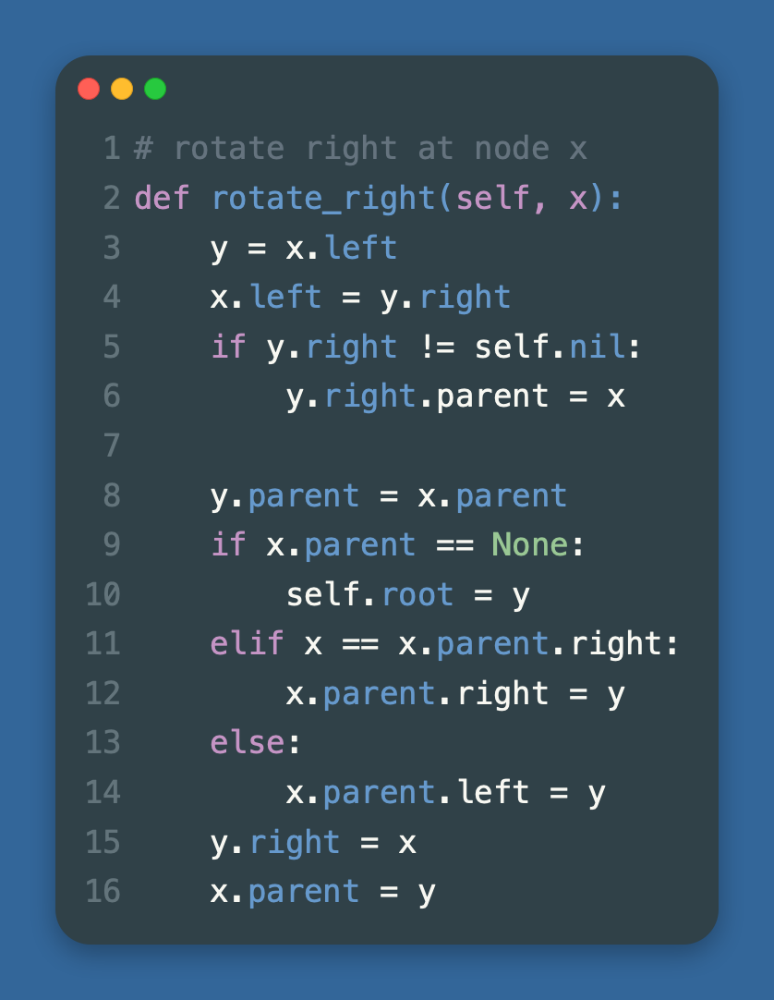 1 # rotate right at node x
2 def rotate_right(self, x):
3     y = x.left
4     x.left = y.right
5     if y.right != self.nil:
6         y.right.parent = x
7
8     y.parent = x.parent
9     if x.parent == None:
10         self.root = y
11     elif x == x.parent.right:
12         x.parent.right = y
13     else:
14         x.parent.left = y
15     y.right = x
16     x.parent = y